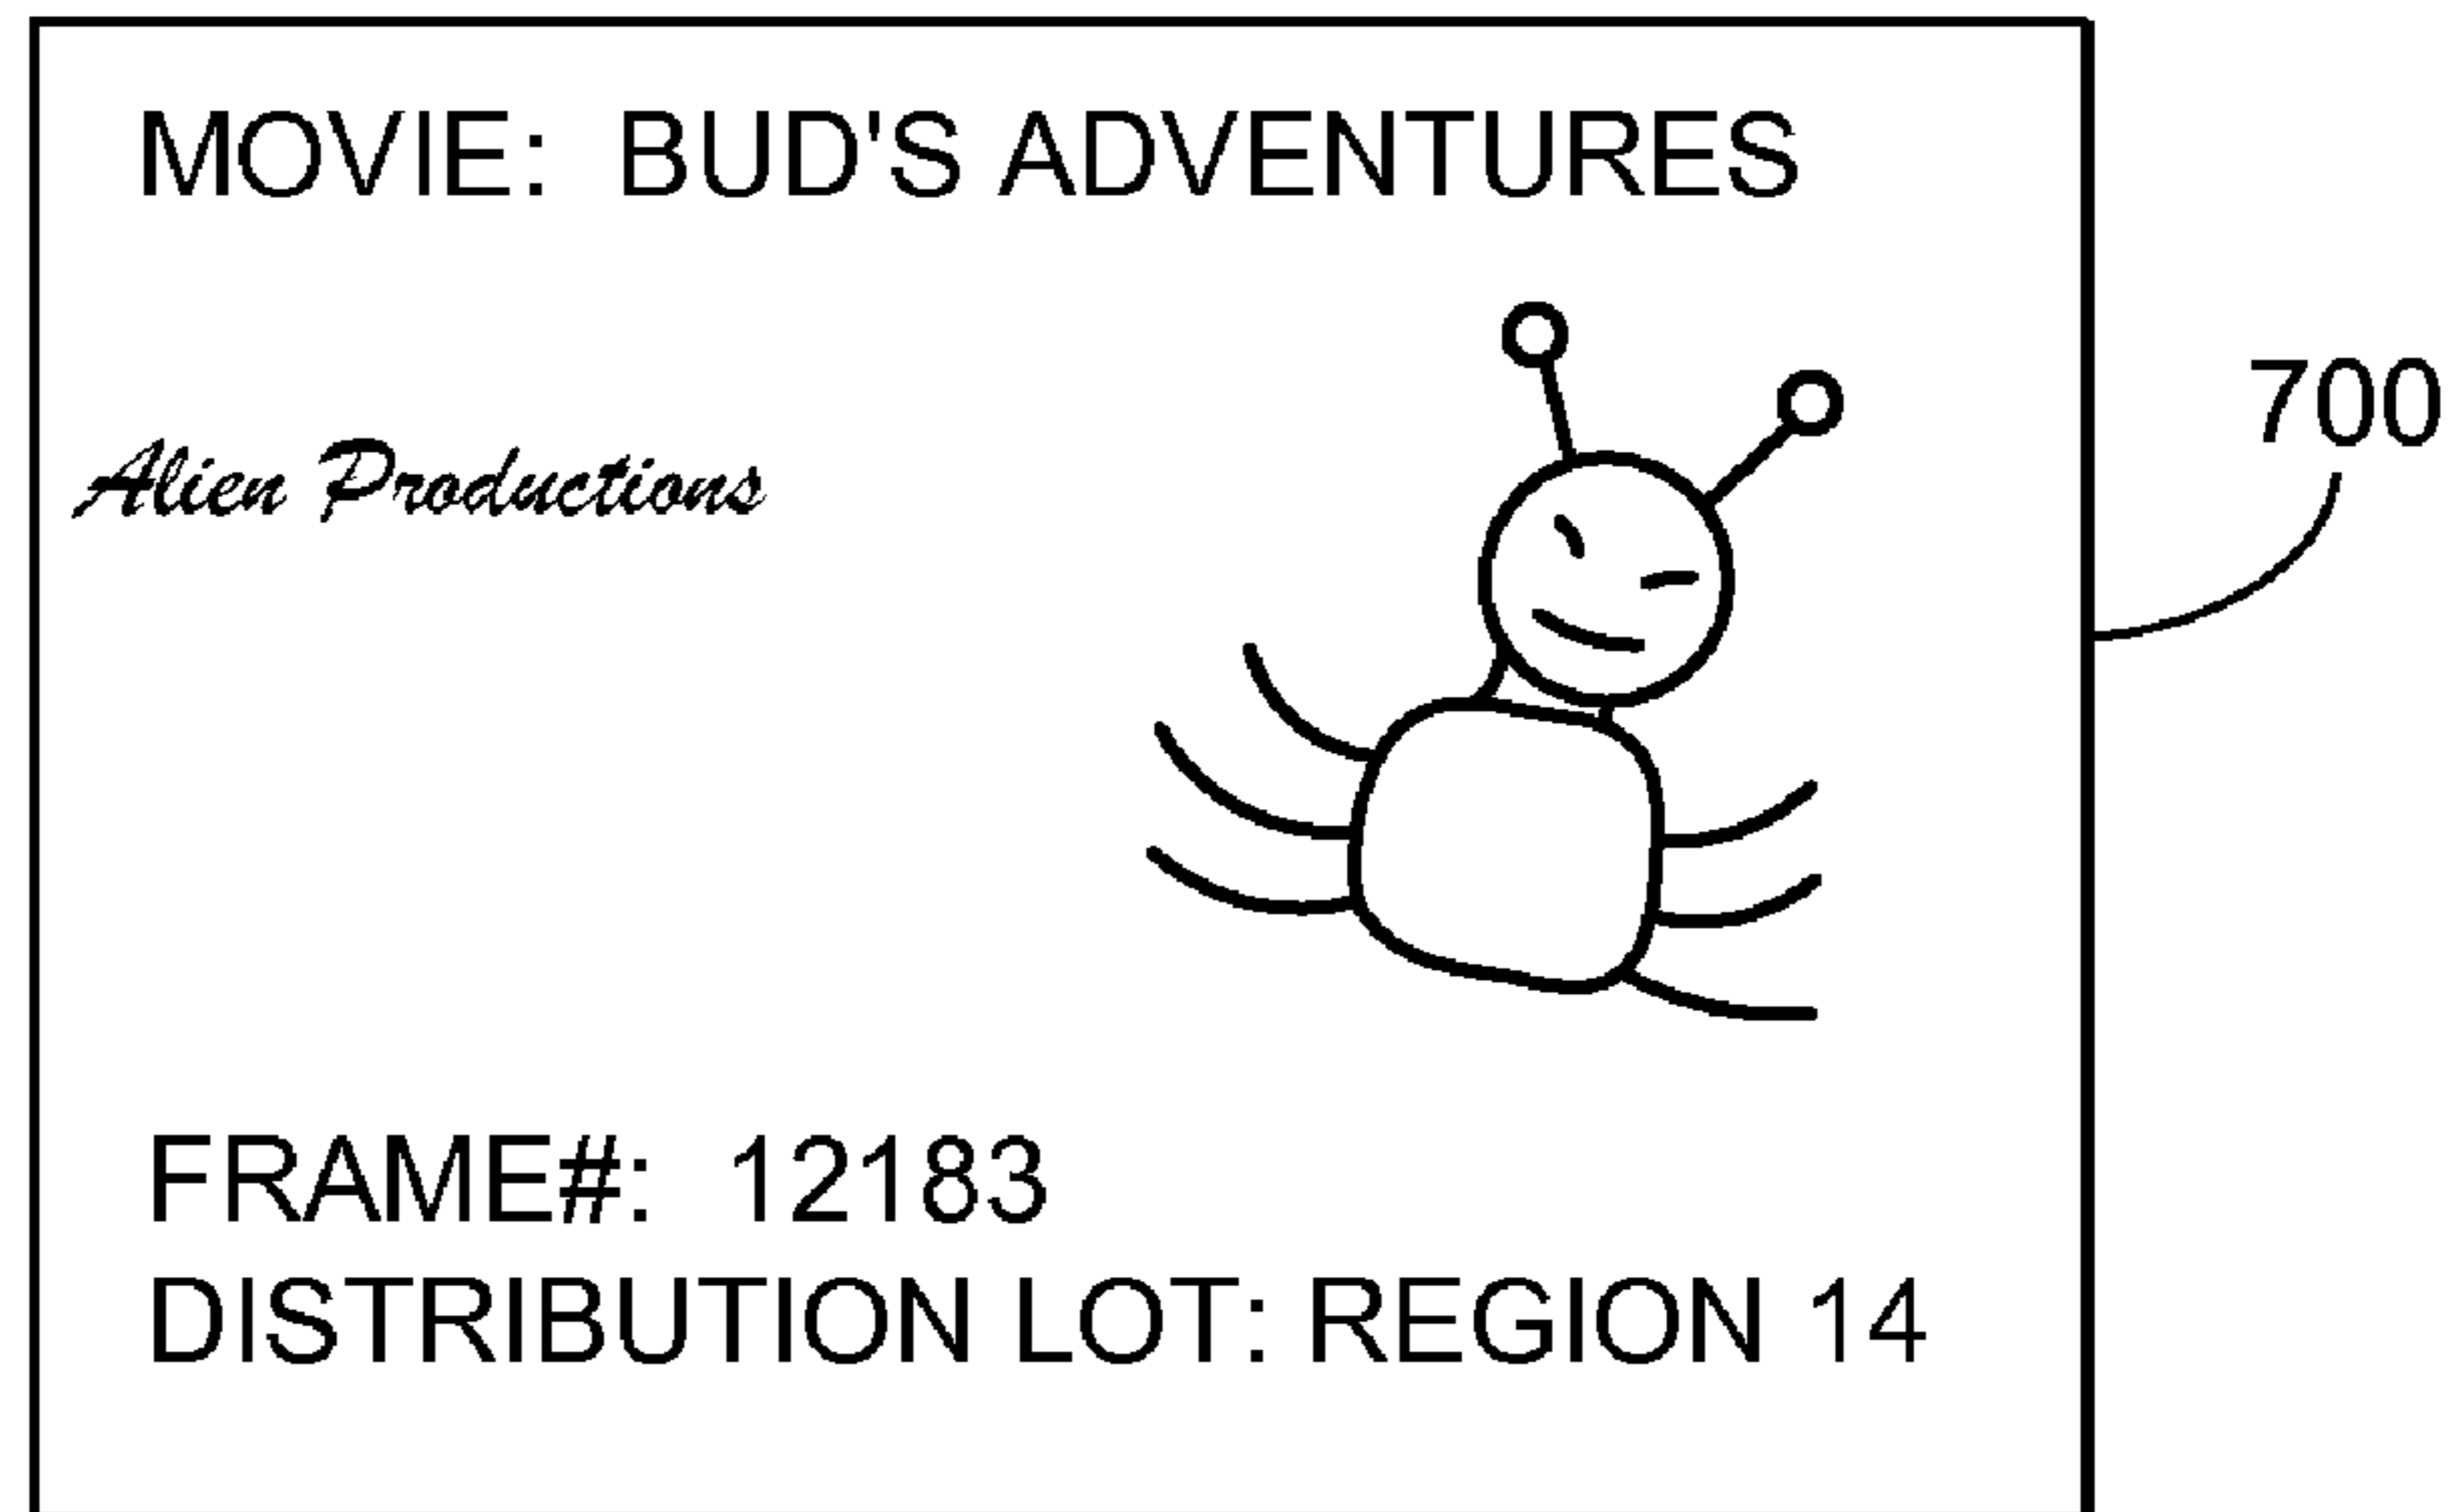 MOVIE: BUD'S ADVENTURES
700
Alien Productions
FRAME#: 12183
DISTRIBUTION LOT: REGION 14